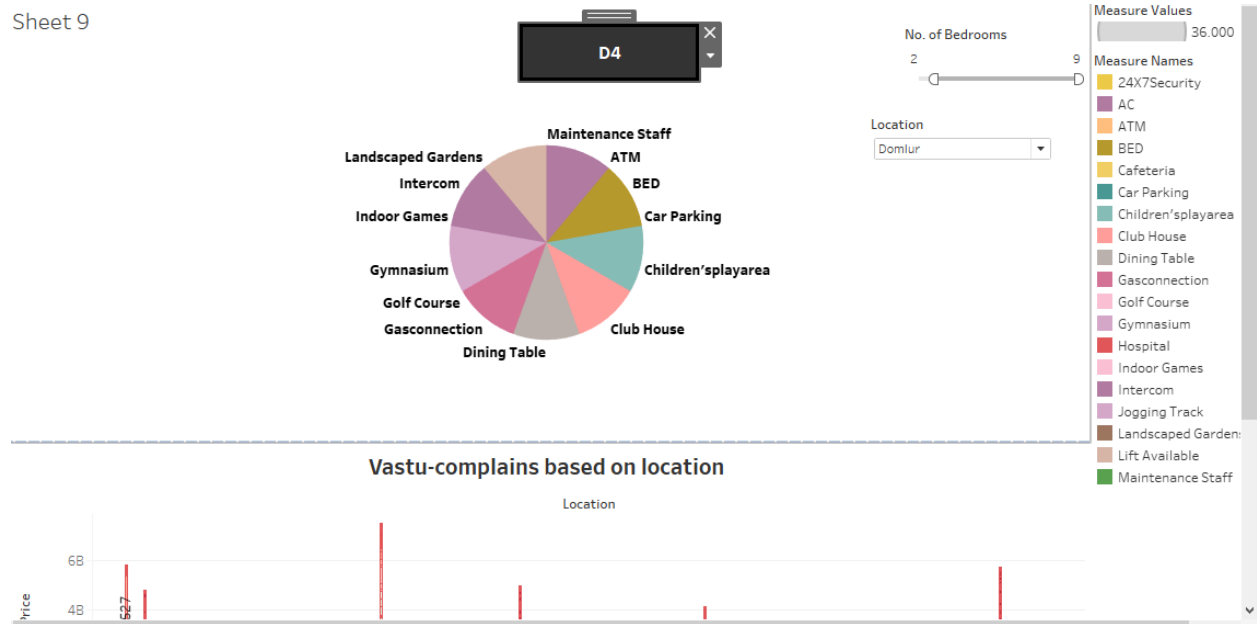 Sheet 9
D4
No. of Bedrooms
2 9
Location
Domlur
Maintenance Staff
Landscaped Gardens
ATM
Intercom
BED
Indoor Games
Car Parking
Gymnasium
Children'splayarea
Golf Course
Gasconnection
Club House
Dining Table
Measure Values
36.000
Measure Names
24X7Security
AC
ATM
BED
Cafeteria
Car Parking
Children'splayarea
Club House
Dining Table
Gasconnection
Golf Course
Gymnasium
Hospital
Indoor Games
Intercom
Jogging Track
Landscaped Gardens
Lift Available
Maintenance Staff
Vastu-complains based on location
Location
6B
4B
Price